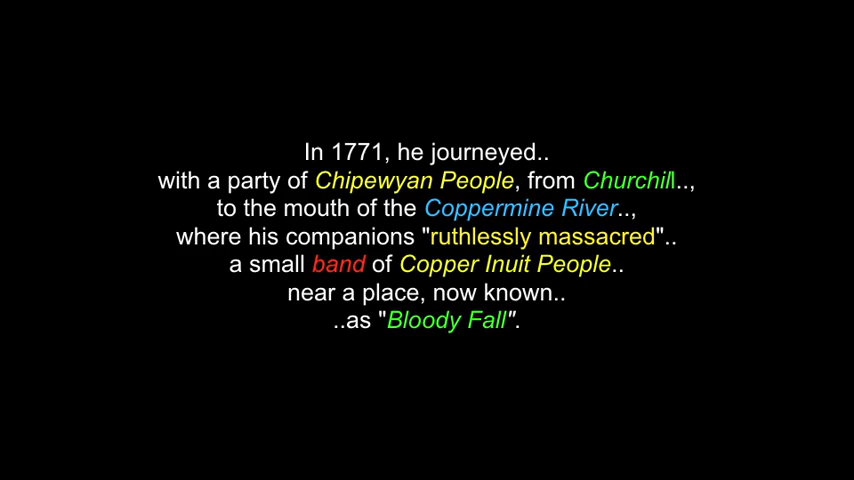 In 1771, he journeyed..
with a party of Chipewyan People, from Churchill..,
to the mouth of the Coppermine River..,
where his companions "ruthlessly massacred"..
a small band of Copper Inuit People..
near a place, now known..
..as "Bloody Fall".